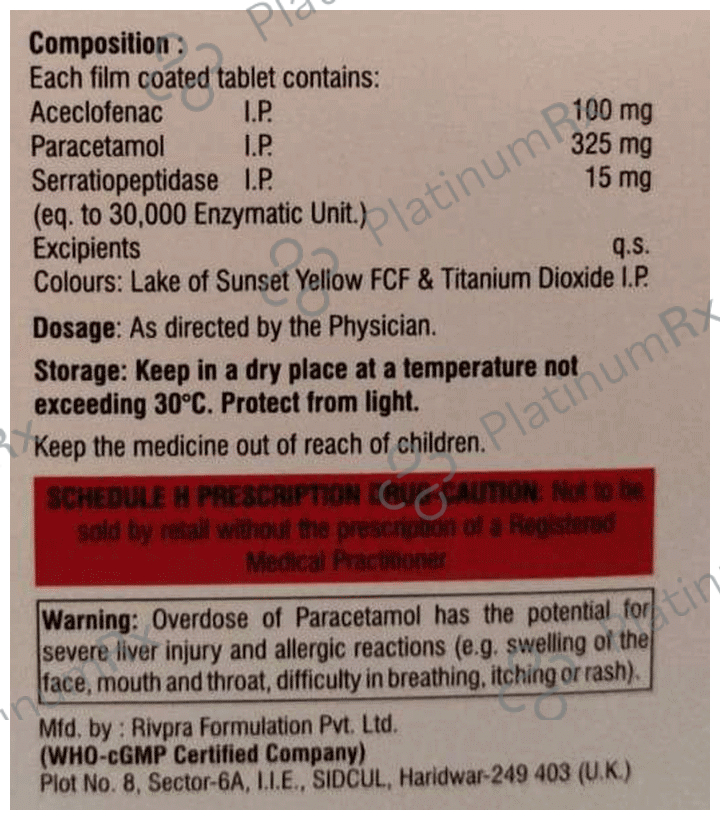 Composition :
Each film coated tablet contains:
Aceclofenac I.P. 100 mg
Paracetamol I.P. 325 mg
Serratiopeptidase I.P. 15 mg
(eq. to 30,000 Enzymatic Unit.)
Excipients q.s.
Colours: Lake of Sunset Yellow FCF & Titanium Dioxide I.P.
Dosage: As directed by the Physician.
Storage: Keep in a dry place at a temperature not
exceeding 30°C. Protect from light.
Keep the medicine out of reach of children.
SCHEDULE H PRESCRIPTION DRUG CAUTION: Not to be
sold by retail without the prescription of a Registered
Medical Practitioner
Warning: Overdose of Paracetamol has the potential for
severe liver injury and allergic reactions (e.g. swelling of the
face, mouth and throat, difficulty in breathing, itching or rash).
Mfd. by : Rivpra Formulation Pvt. Ltd.
(WHO-cGMP Certified Company)
Plot No. 8, Sector-6A, I.I.E., SIDCUL, Haridwar-249 403 (U.K.)
PlatinumRx
PlatinumRx